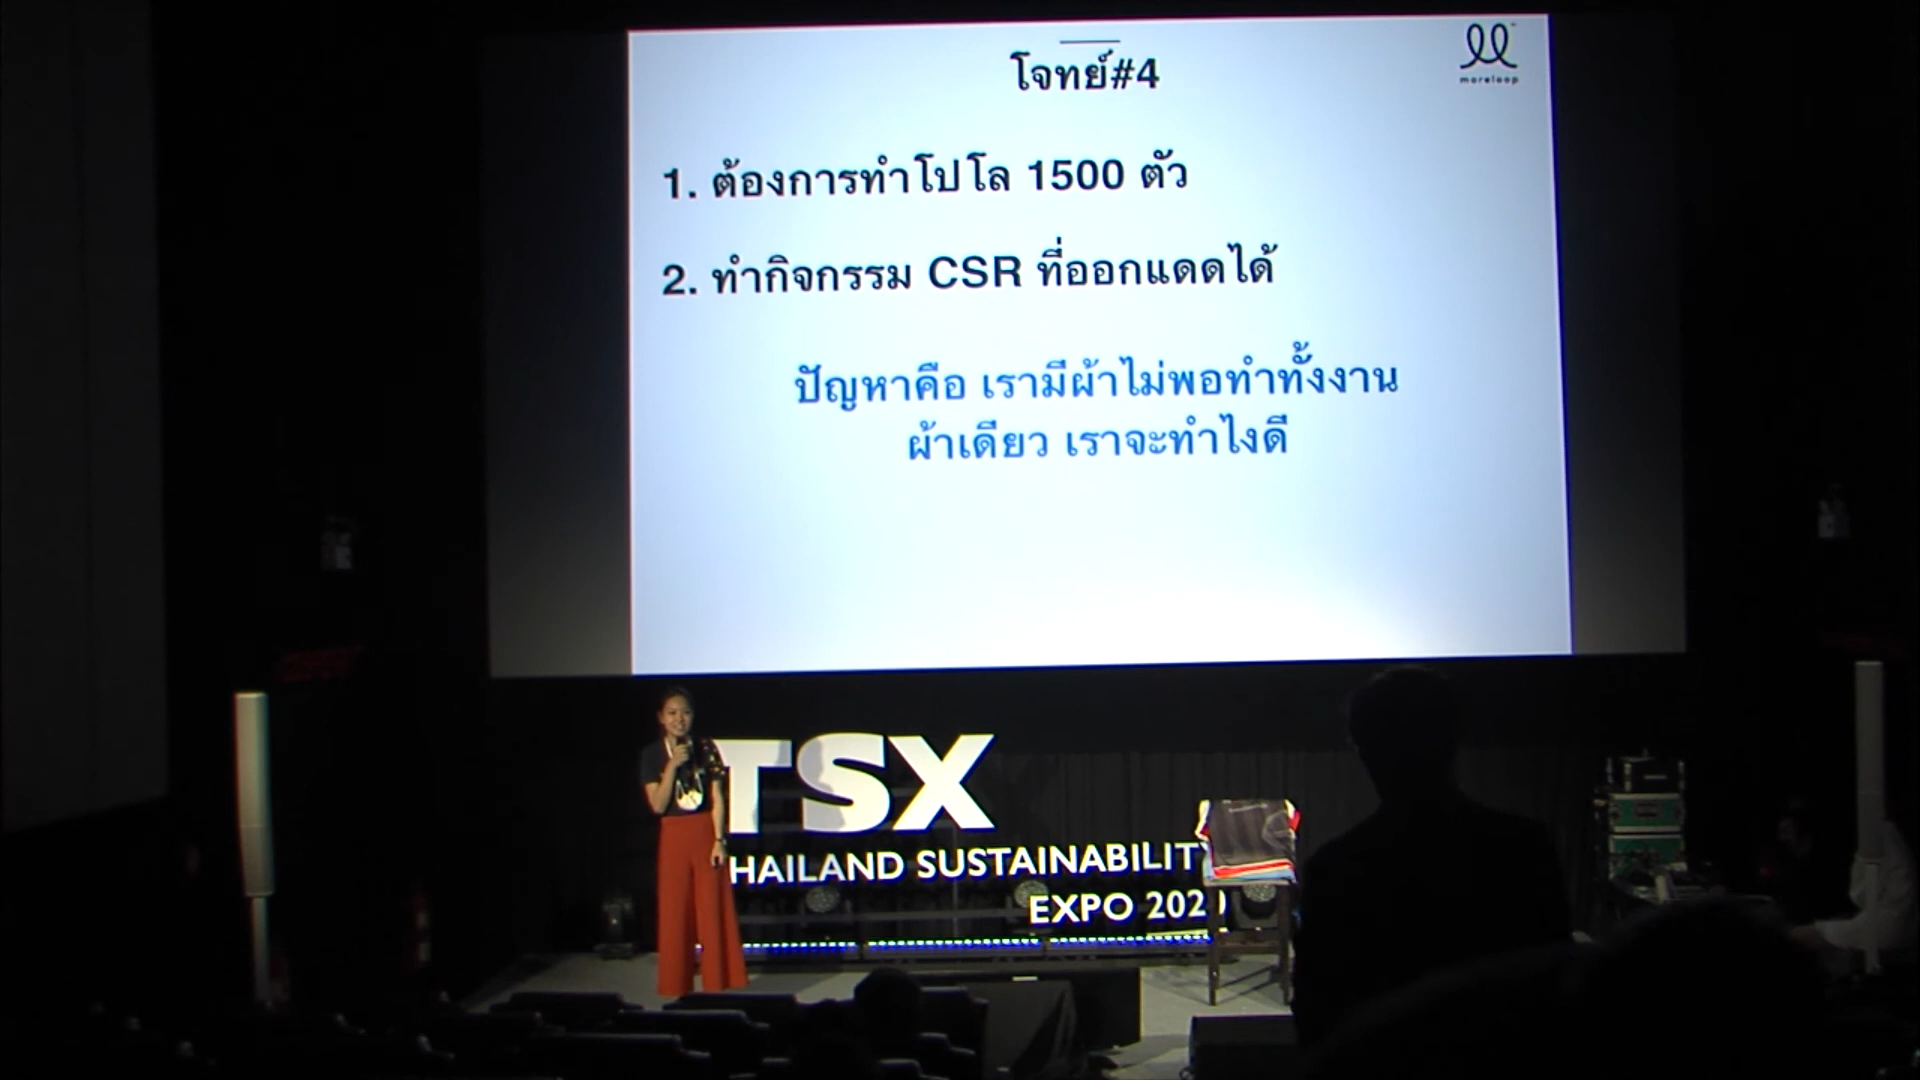 โจทย์#4
moreloop
1. ต้องการทำโปโล 1500 ตัว
2. ทำกิจกรรม CSR ที่ออกแดดได้
ปัญหาคือ เรามีผ้าไม่พอทำทั้งงาน
ผ้าเดียว เราจะทำไงดี
TSX
HAILAND SUSTAINABILITY
EXPO 2020